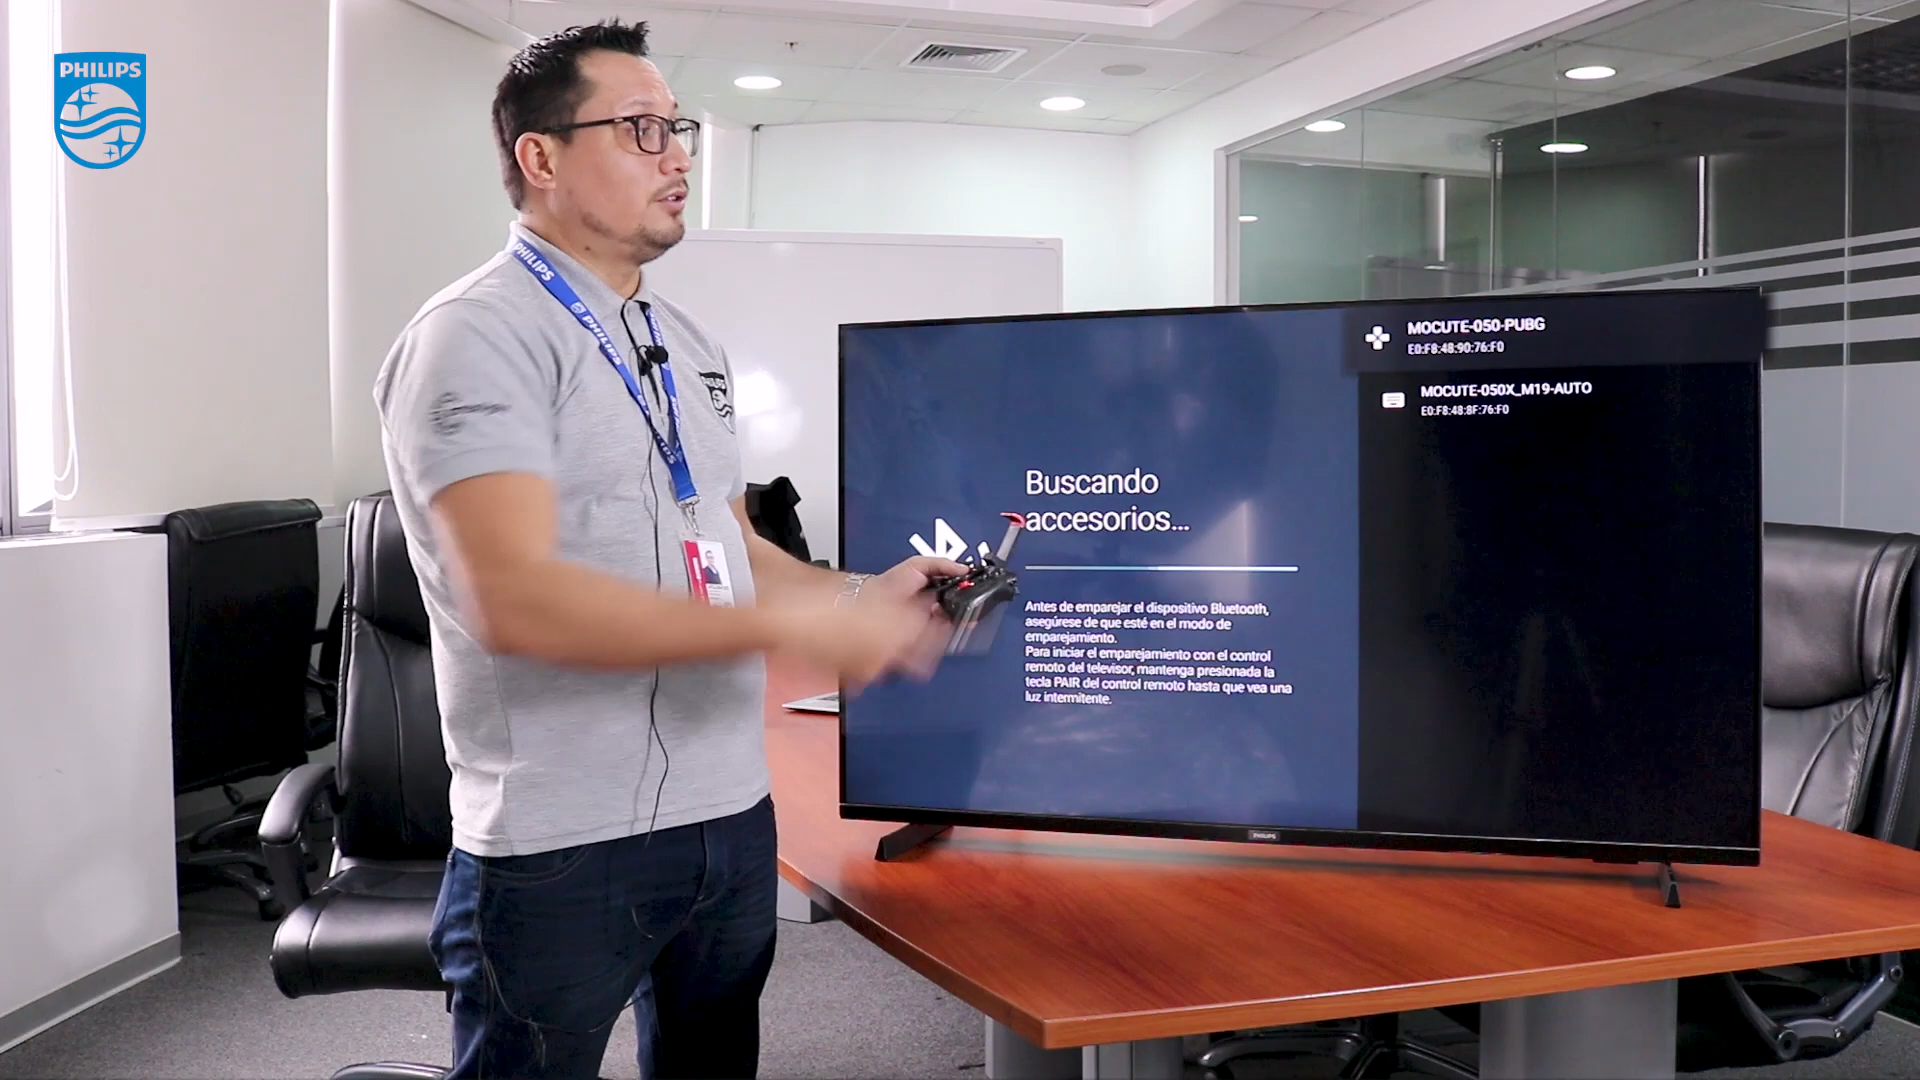 PHILIPS
PHILIPS
PHILIPS
MOCUTE-050-PUBG
E0:F8:48:90:76:F0
MOCUTE-050X_M19-AUTO
E0:F8:48:8F:76:F0
Buscando
accesorios...
Antes de emparejar el dispositivo Bluetooth,
asegúrese de que esté en el modo de
emparejamiento.
Para iniciar el emparejamiento con el control
remoto del televisor, mantenga presionada la
tecla PAIR del control remoto hasta que vea una
luz intermitente.
PHILIPS